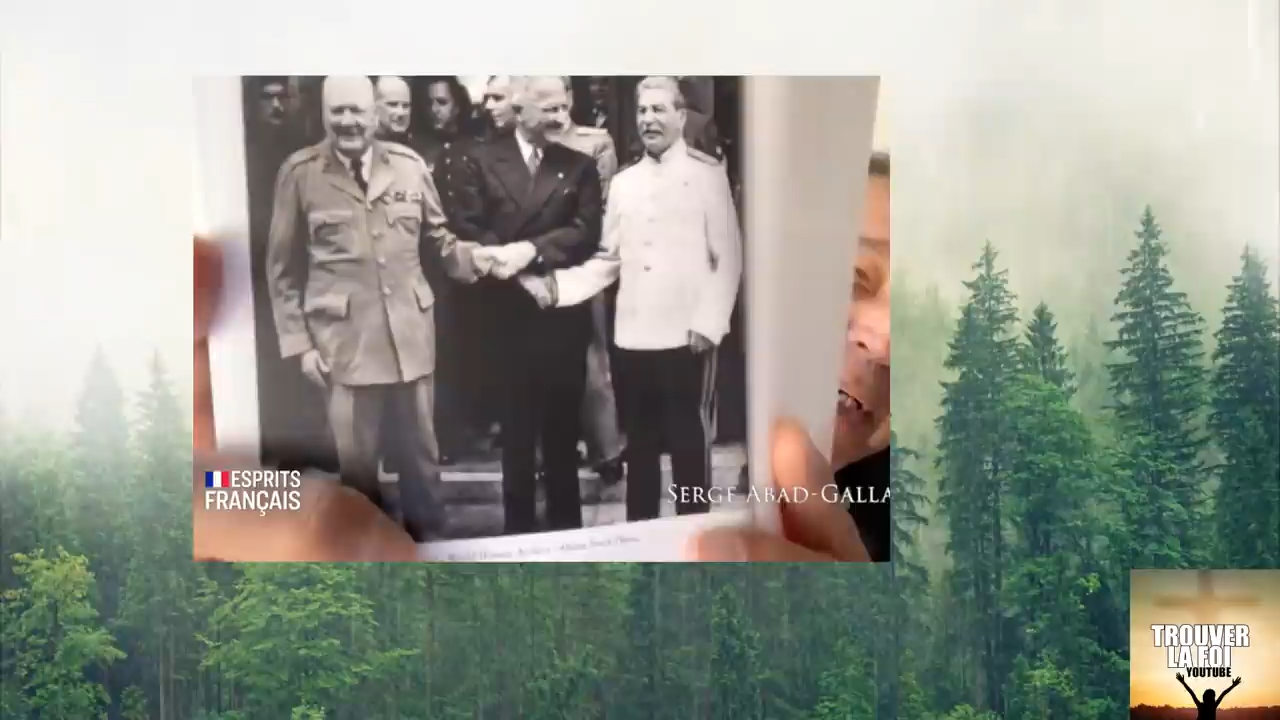 ESPRITS
FRANÇAIS
SERGE ABAD-GALLA
TROUVER
LA FOI
YOUTUBE